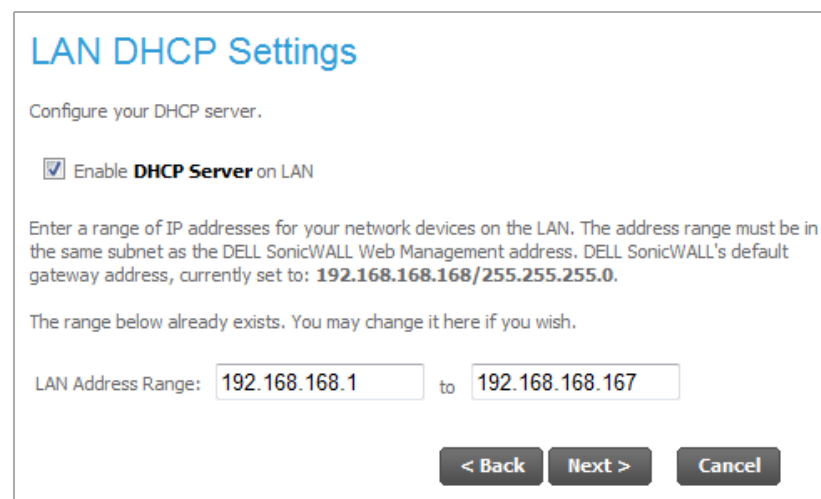 LAN DHCP Settings
Configure your DHCP server.
Enable DHCP Server on LAN
Enter a range of IP addresses for your network devices on the LAN. The address range must be in
the same subnet as the DELL SonicWALL Web Management address. DELL SonicWALL's default
gateway address, currently set to: 192.168.168.168/255.255.255.0.
The range below already exists. You may change it here if you wish.
LAN Address Range: 192.168.168.1 to 192.168.168.167
< Back Next > Cancel